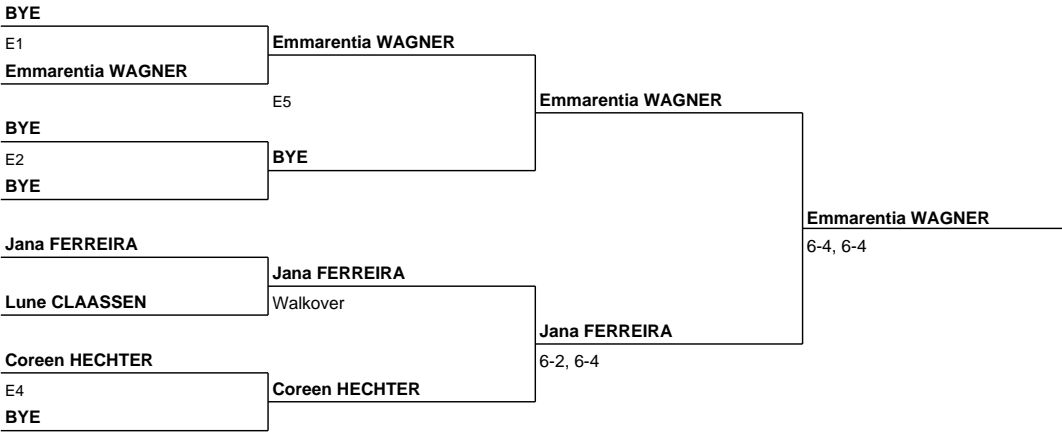 BYE
E1
Emmarentia WAGNER
Emmarentia WAGNER
E5
Emmarentia WAGNER
BYE
E2
BYE
BYE
Emmarentia WAGNER
6-4, 6-4
Jana FERREIRA
Jana FERREIRA
Lune CLAASSEN
Walkover
Jana FERREIRA
6-2, 6-4
Coreen HECHTER
E4
Coreen HECHTER
BYE